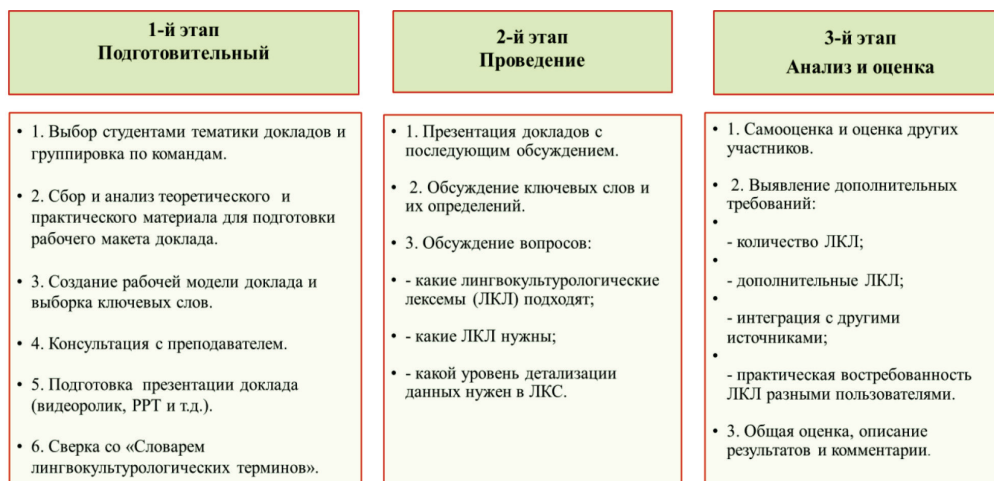 1-й этап
Подготовительный
• 1. Выбор студентами тематики докладов и
группировка по командам.
• 2. Сбор и анализ теоретического и
практического материала для подготовки
рабочего макета доклада.
• 3. Создание рабочей модели доклада и
выборка ключевых слов.
• 4. Консультация с преподавателем.
• 5. Подготовка презентации доклада
(видеоролик, PPT и т.д.).
• 6. Сверка со «Словарем
лингвокультурологических терминов».
2-й этап
Проведение
• 1. Презентация докладов с
последующим обсуждением.
• 2. Обсуждение ключевых слов и
их определений.
• 3. Обсуждение вопросов:
• - какие лингвокультурологические
лексемы (ЛКЛ) подходят;
• - какие ЛКЛ нужны;
• - какой уровень детализации
данных нужен в ЛКС.
3-й этап
Анализ и оценка
• 1. Самооценка и оценка других
участников.
• 2. Выявление дополнительных
требований:
•
- количество ЛКЛ;
•
- дополнительные ЛКЛ;
•
- интеграция с другими
источниками;
•
- практическая востребованность
ЛКЛ разными пользователями.
• 3. Общая оценка, описание
результатов и комментарии.